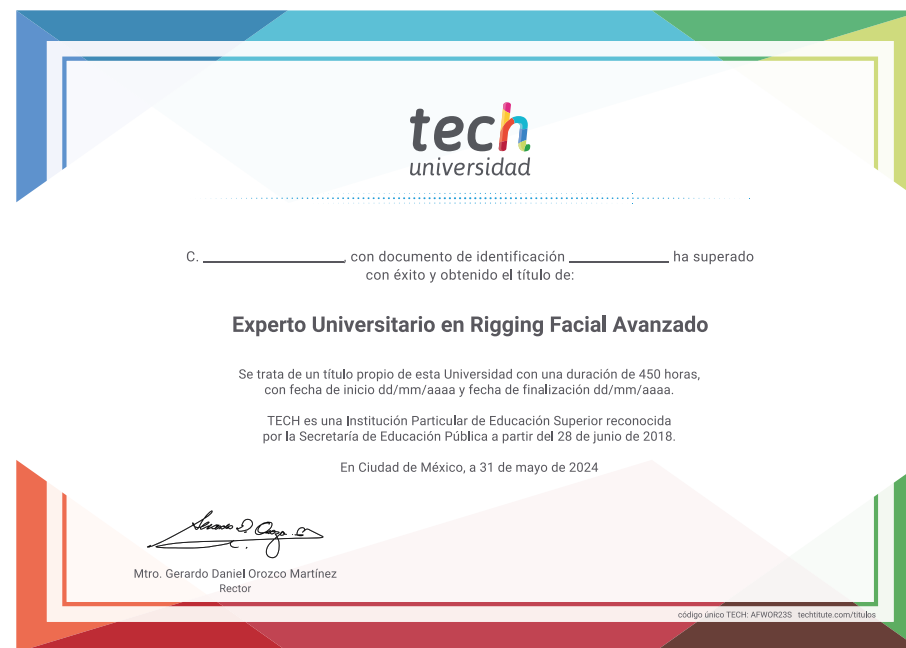 tech
universidad
C. ____________________, con documento de identificación ______________ ha superado
con éxito y obtenido el título de:
Experto Universitario en Rigging Facial Avanzado
Se trata de un título propio de esta Universidad con una duración de 450 horas,
con fecha de inicio dd/mm/aaaa y fecha de finalización dd/mm/aaaa.
TECH es una Institución Particular de Educación Superior reconocida
por la Secretaría de Educación Pública a partir del 28 de junio de 2018.
En Ciudad de México, a 31 de mayo de 2024
Mtro. Gerardo Daniel Orozco Martínez
Rector
código único TECH: AFWOR23S techtitute.com/titulos